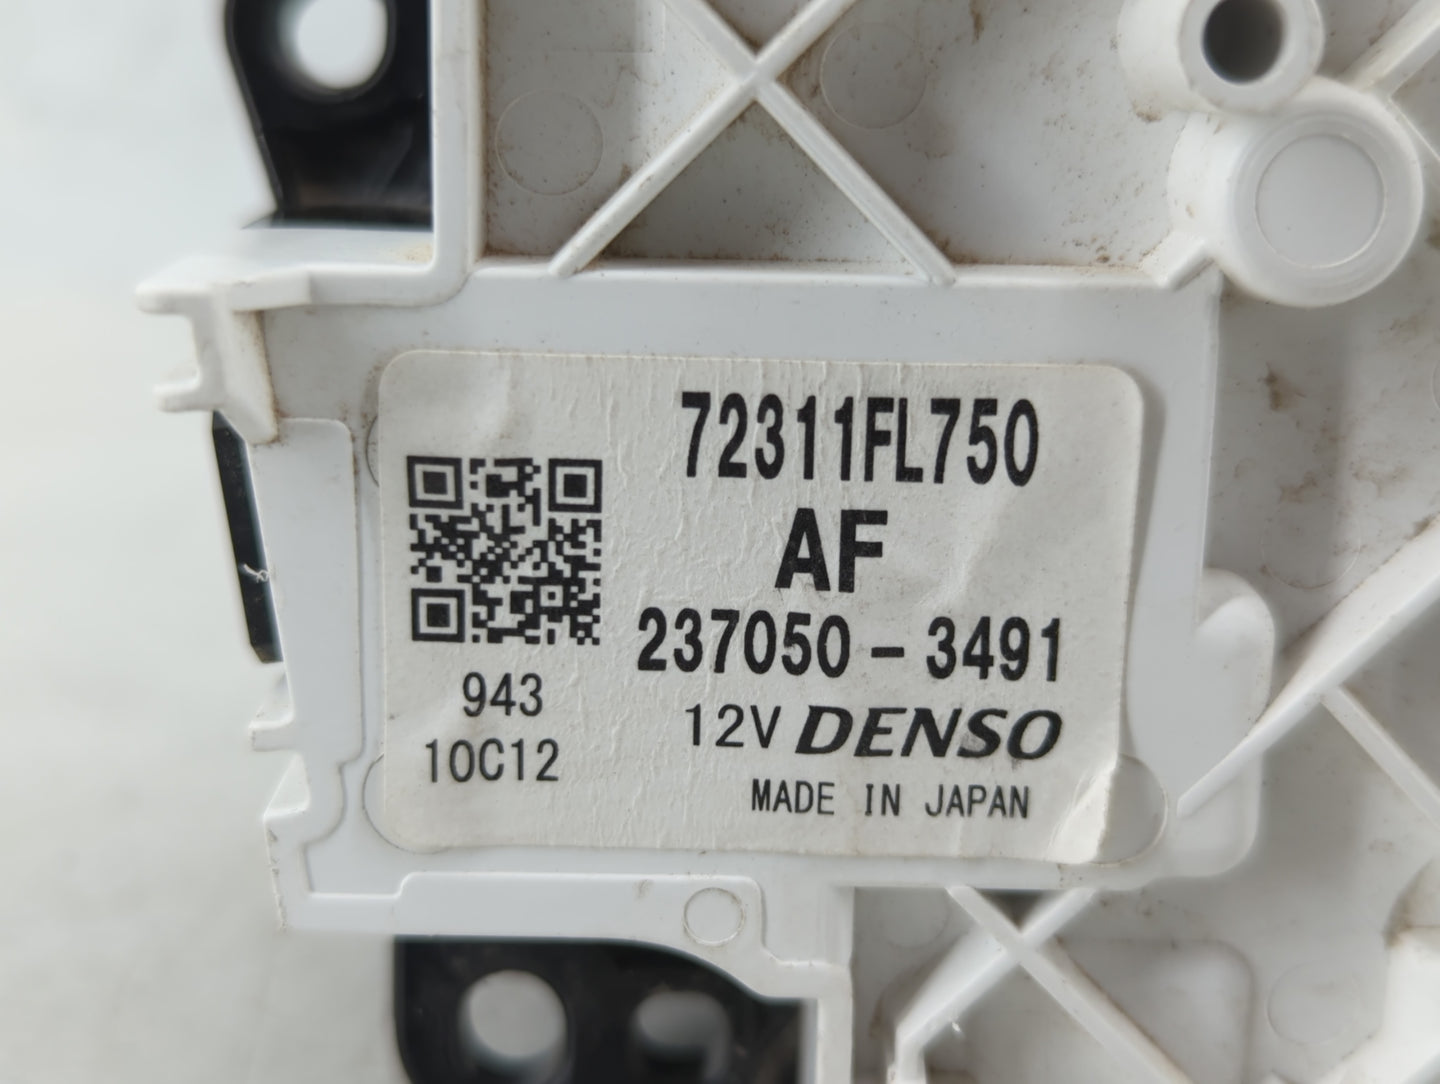 72311FL750
AF
237050-3491
943
12V DENSO
10C12
MADE IN JAPAN